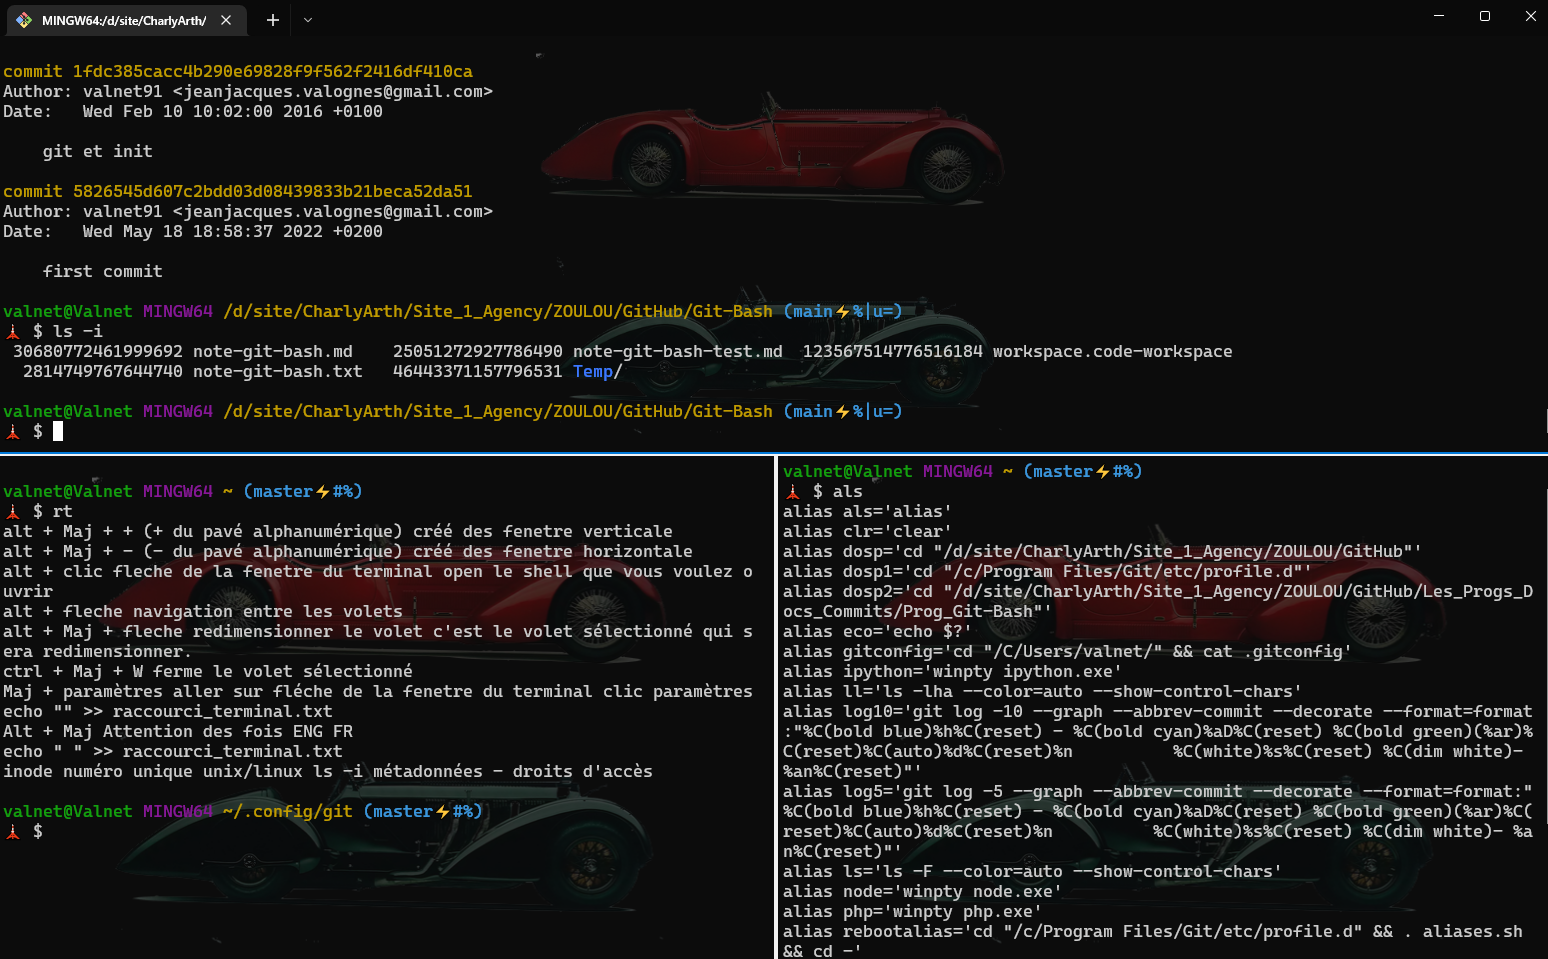 MINGW64:/d/site/CharlyArth/
commit 1fdc385cacc4b290e69828f9f562f2416df410ca
Author: valnet91 <jeanjacques.valognes@gmail.com>
Date:   Wed Feb 10 10:02:00 2016 +0100
git et init
commit 5826545d607c2bdd03d08439833b21beca52da51
Author: valnet91 <jeanjacques.valognes@gmail.com>
Date:   Wed May 18 18:58:37 2022 +0200
first commit
valnet@Valnet MINGW64 /d/site/CharlyArth/Site_1_Agency/ZOULOU/GitHub/Git-Bash (main⚡%|u=)
$ ls -i
30680772461999692 note-git-bash.md    25051272927786490 note-git-bash-test.md  123567514776516184 workspace.code-workspace
2814749767644740 note-git-bash.txt   46443371157796531 Temp/
valnet@Valnet MINGW64 /d/site/CharlyArth/Site_1_Agency/ZOULOU/GitHub/Git-Bash (main⚡%|u=)
$
valnet@Valnet MINGW64 ~ (master⚡#%)
$ rt
alt + Maj + + (+ du pavé alphanumérique) créé des fenetre verticale
alt + Maj + - (- du pavé alphanumérique) créé des fenetre horizontale
alt + clic fleche de la fenetre du terminal open le shell que vous voulez o
uvrir
alt + fleche navigation entre les volets
alt + Maj + fleche redimensionner le volet c'est le volet sélectionné qui s
era redimensionner.
ctrl + Maj + W ferme le volet sélectionné
Maj + paramètres aller sur fléche de la fenetre du terminal clic paramètres
echo "" >> raccourci_terminal.txt
Alt + Maj Attention des fois ENG FR
echo " " >> raccourci_terminal.txt
inode numéro unique unix/linux ls -i métadonnées - droits d'accès
valnet@Valnet MINGW64 ~/.config/git (master⚡#%)
$
valnet@Valnet MINGW64 ~ (master⚡#%)
$ als
alias als='alias'
alias clr='clear'
alias dosp='cd "/d/site/CharlyArth/Site_1_Agency/ZOULOU/GitHub"'
alias dosp1='cd "/c/Program Files/Git/etc/profile.d"'
alias dosp2='cd "/d/site/CharlyArth/Site_1_Agency/ZOULOU/GitHub/Les_Progs_D
ocs_Commits/Prog_Git-Bash"'
alias eco='echo $?'
alias gitconfig='cd "/C/Users/valnet/" && cat .gitconfig'
alias ipython='winpty ipython.exe'
alias ll='ls -lha --color=auto --show-control-chars'
alias log10='git log -10 --graph --abbrev-commit --decorate --format=format
:"%C(bold blue)%h%C(reset) - %C(bold cyan)%aD%C(reset) %C(bold green)(%ar)%
C(reset)%C(auto)%d%C(reset)%n          %C(white)%s%C(reset) %C(dim white)-
%an%C(reset)"'
alias log5='git log -5 --graph --abbrev-commit --decorate --format=format:"
%C(bold blue)%h%C(reset) - %C(bold cyan)%aD%C(reset) %C(bold green)(%ar)%C(
reset)%C(auto)%d%C(reset)%n          %C(white)%s%C(reset) %C(dim white)- %a
n%C(reset)"'
alias ls='ls -F --color=auto --show-control-chars'
alias node='winpty node.exe'
alias php='winpty php.exe'
alias rebootalias='cd "/c/Program Files/Git/etc/profile.d" && . aliases.sh
&& cd -'